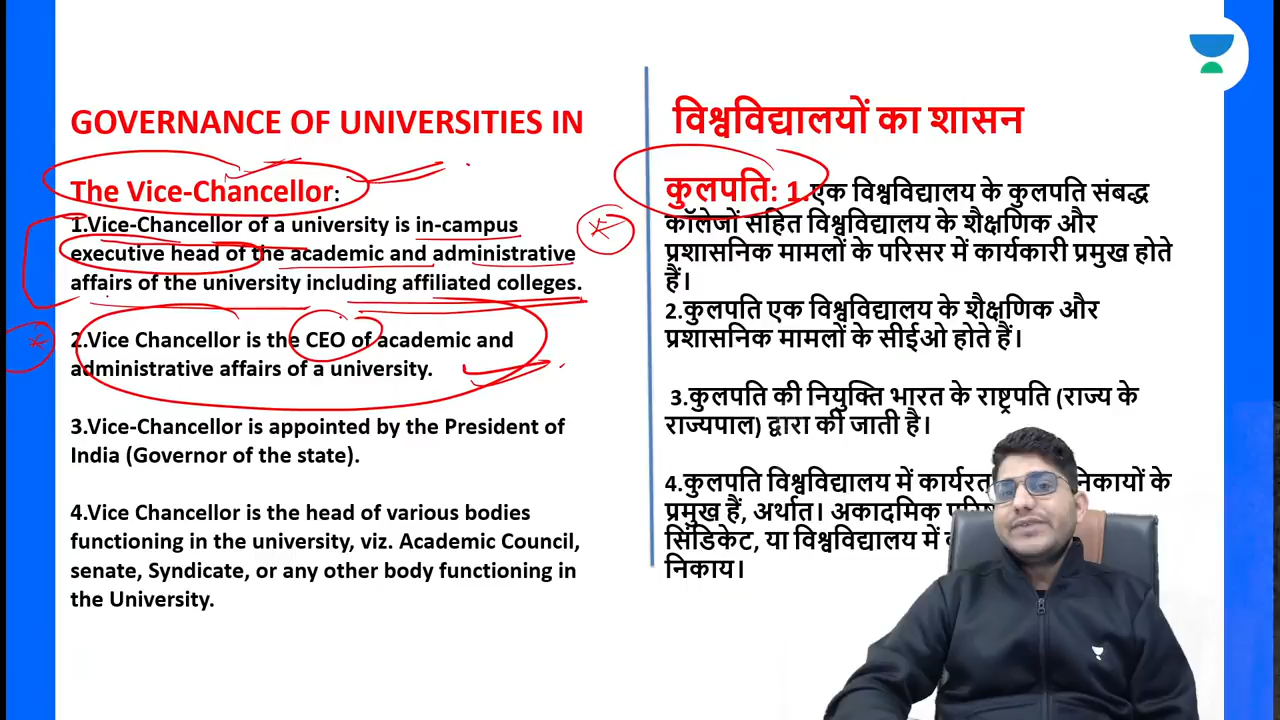 GOVERNANCE OF UNIVERSITIES IN
The Vice-Chancellor:
1.Vice-Chancellor of a university is in-campus
executive head of the academic and administrative
affairs of the university including affiliated colleges.
2.Vice Chancellor is the CEO of academic and
administrative affairs of a university.
3.Vice-Chancellor is appointed by the President of
India (Governor of the state).
4.Vice Chancellor is the head of various bodies
functioning in the university, viz. Academic Council,
senate, Syndicate, or any other body functioning in
the University.
विश्वविद्यालयों का शासन
कुलपति: 1.एक विश्वविद्यालय के कुलपति संबद्ध
कॉलेजों सहित विश्वविद्यालय के शैक्षणिक और
प्रशासनिक मामलों के परिसर में कार्यकारी प्रमुख होते
हैं।
2.कुलपति एक विश्वविद्यालय के शैक्षणिक और
प्रशासनिक मामलों के सीईओ होते हैं।
3.कुलपति की नियुक्ति भारत के राष्ट्रपति (राज्य के
राज्यपाल) द्वारा की जाती है।
4.कुलपति विश्वविद्यालय में कार्यरत निकायों के
प्रमुख हैं, अर्थात। अकादमिक
सिंडिकेट, या विश्वविद्यालय में
निकाय।